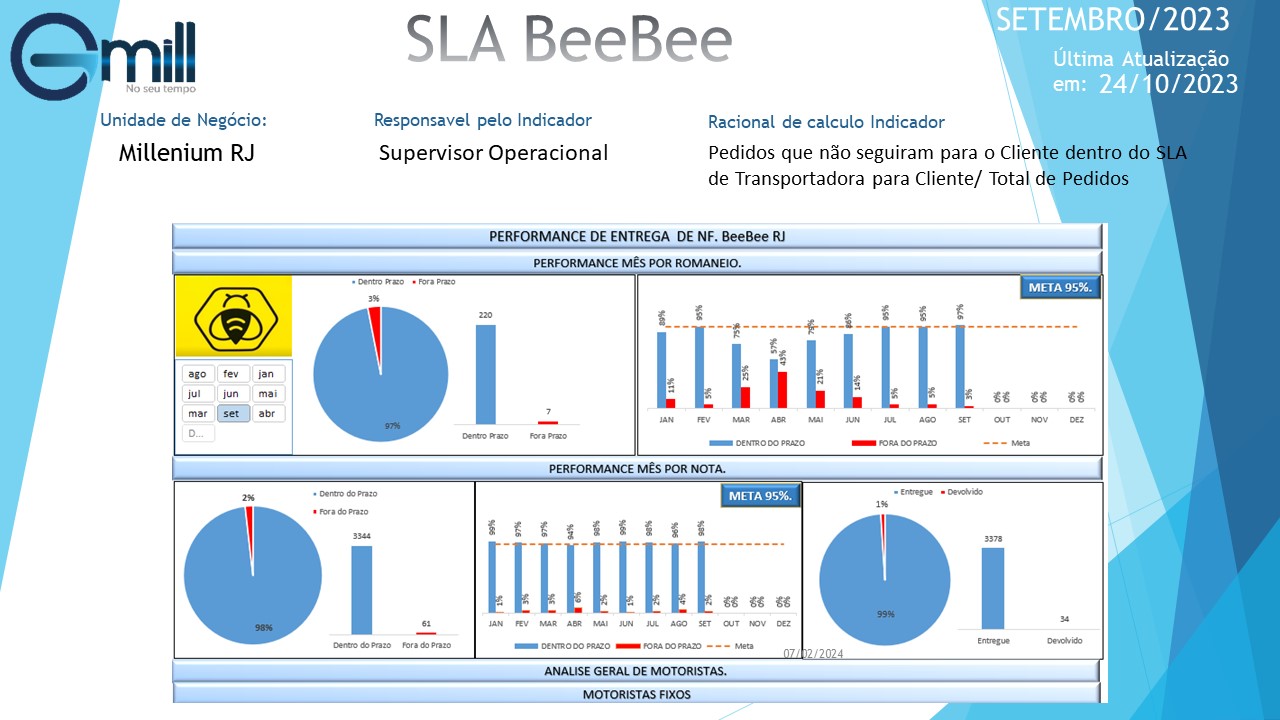 SLA BeeBee
SETEMBRO/2023
Última Atualização
em: 24/10/2023
Gmill
No seu tempo
Unidade de Negócio:
Millenium RJ
Responsavel pelo Indicador
Supervisor Operacional
Racional de calculo Indicador
Pedidos que não seguiram para o Cliente dentro do SLA
de Transportadora para Cliente/ Total de Pedidos
PERFORMANCE DE ENTREGA DE NF. BeeBee RJ
PERFORMANCE MÊS POR ROMANEIO.
ago fev jan
jul jun mai
mar set abr
D...
Dentro Prazo Fora Prazo
3%
97%
220
7
Dentro Prazo Fora Prazo
META 95%.
89% 95% 75% 57% 79% 86% 95% 95% 97%
11% 5% 25% 43% 21% 14% 5% 5% 3% 0% 0% 0% 0% 0% 0%
JAN FEV MAR ABR MAI JUN JUL AGO SET OUT NOV DEZ
DENTRO DO PRAZO FORA DO PRAZO Meta
PERFORMANCE MÊS POR NOTA.
Dentro do Prazo
Fora do Prazo
2%
98%
3344
61
Dentro do Prazo Fora do Prazo
META 95%.
99% 97% 97% 94% 98% 99% 98% 96% 98%
1% 3% 3% 6% 2% 1% 2% 4% 2% 0% 0% 0% 0% 0% 0%
JAN FEV MAR ABR MAI JUN JUL AGO SET OUT NOV DEZ
DENTRO DO PRAZO FORA DO PRAZO Meta
Entregue Devolvido
1%
99%
3378
34
Entregue Devolvido
07/02/2024
ANALISE GERAL DE MOTORISTAS.
MOTORISTAS FIXOS